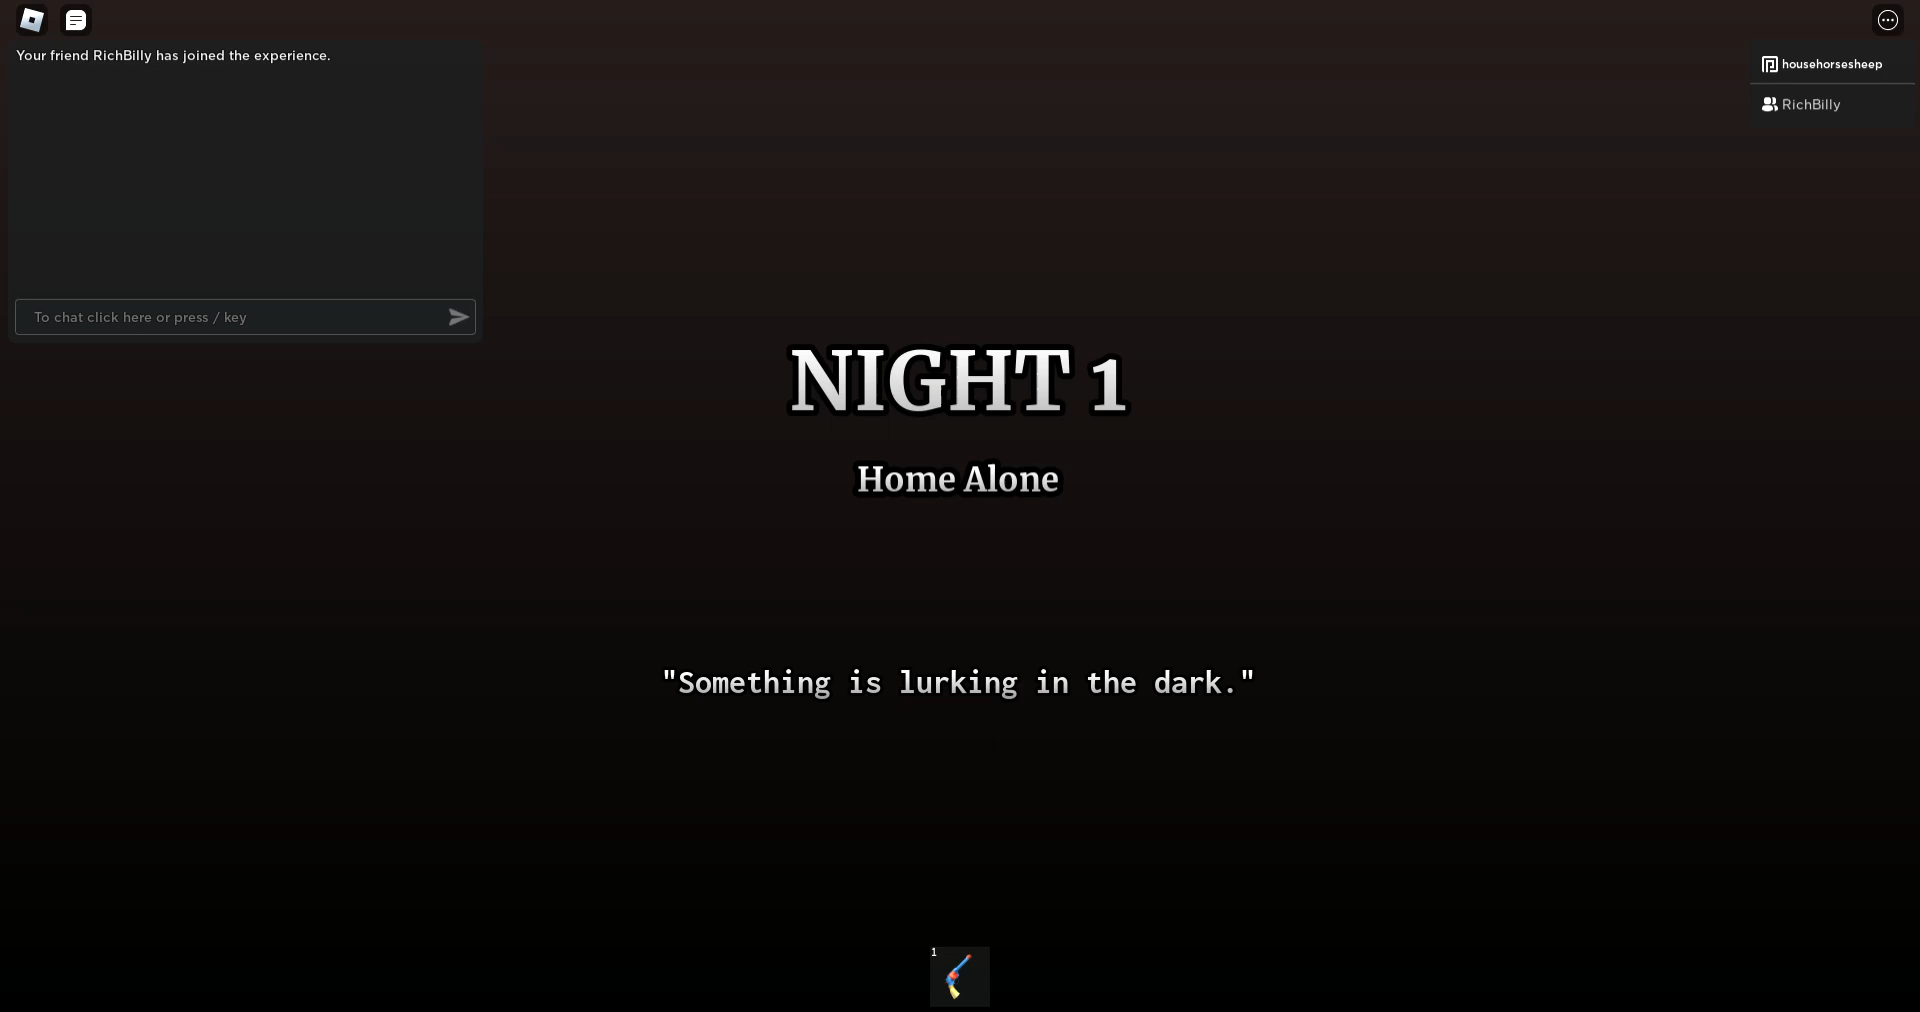 Your friend RichBilly has joined the experience.
househorsesheep
RichBilly
To chat click here or press / key
NIGHT 1
Home Alone
"Something is lurking in the dark."
1